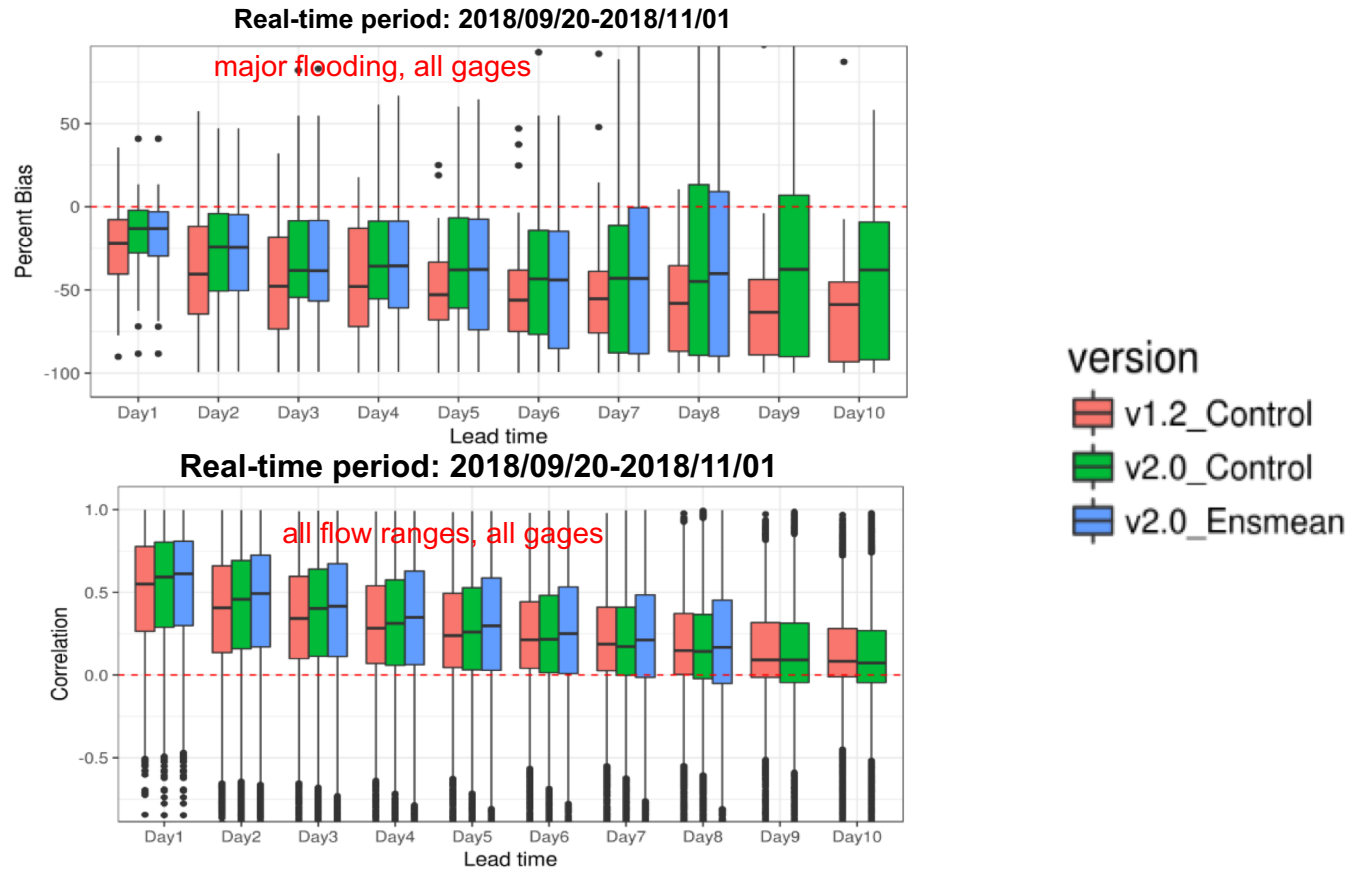 Real-time period: 2018/09/20-2018/11/01
major flooding, all gages
Percent Bias
50
0
-50
-100
Day1 Day2 Day3 Day4 Day5 Day6 Day7 Day8 Day9 Day10
Lead time
Real-time period: 2018/09/20-2018/11/01
all flow ranges, all gages
Correlation
1.0
0.5
0.0
-0.5
Day1 Day2 Day3 Day4 Day5 Day6 Day7 Day8 Day9 Day10
Lead time
version
v1.2_Control
v2.0_Control
v2.0_Ensmean